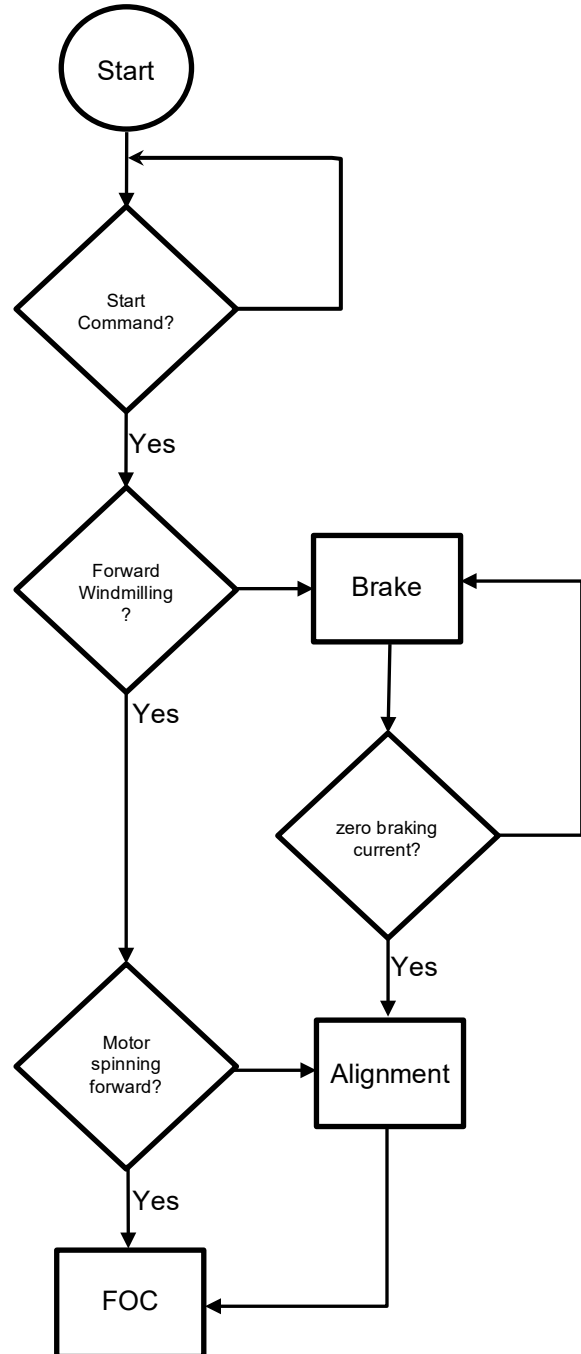 Start
Start
Command?
Yes
Forward
Windmilling
?
Brake
Yes
zero braking
current?
Yes
Motor
spinning
forward?
Alignment
Yes
FOC